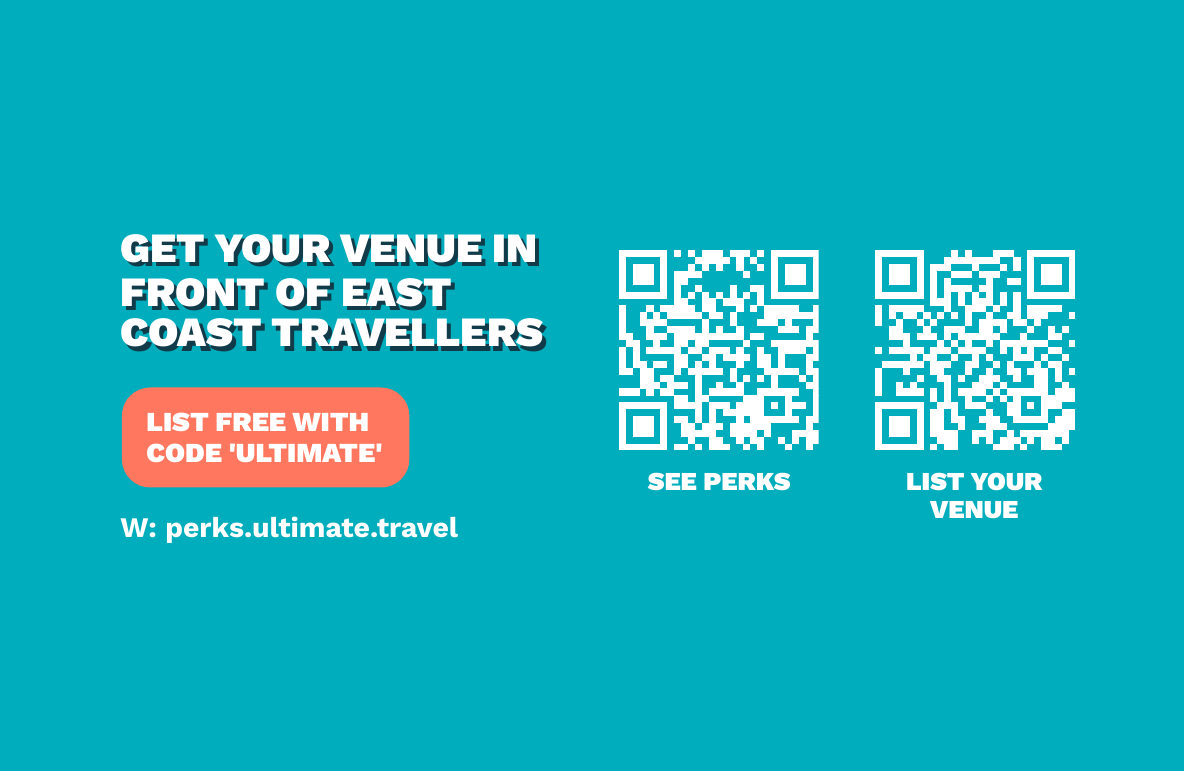 GET YOUR VENUE IN
FRONT OF EAST
COAST TRAVELLERS
LIST FREE WITH
CODE 'ULTIMATE'
W: perks.ultimate.travel
SEE PERKS
LIST YOUR
VENUE